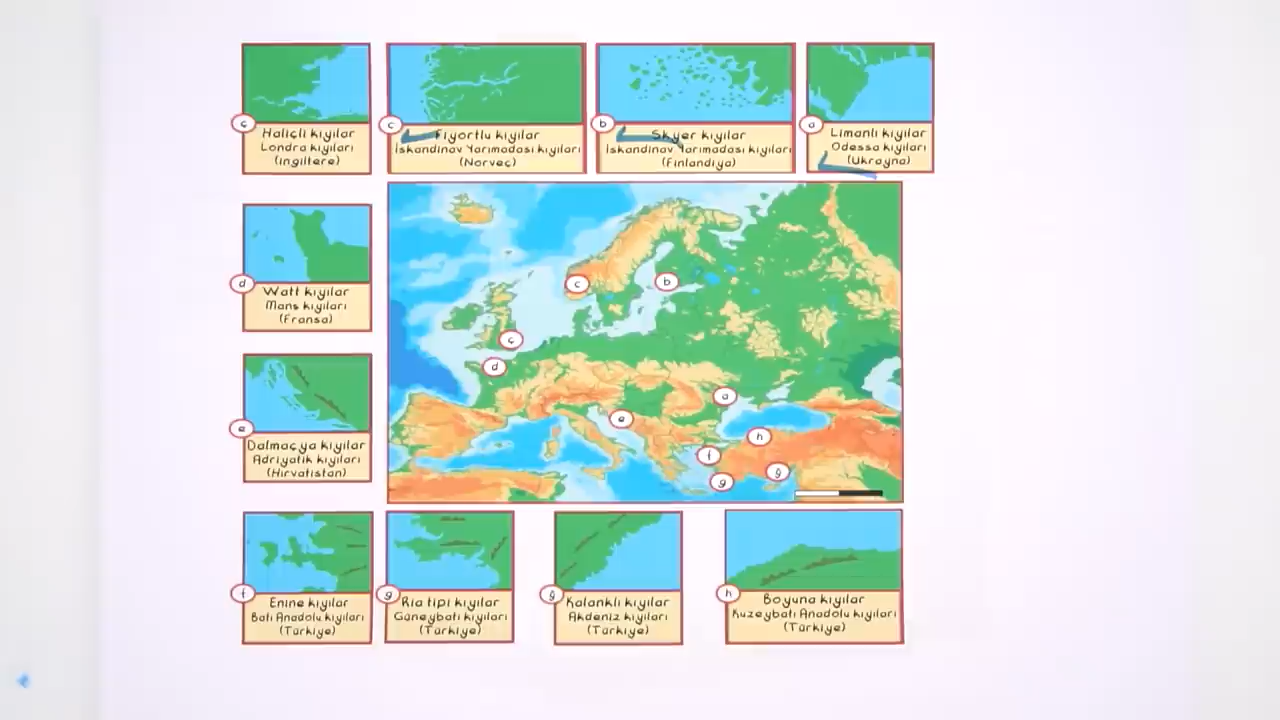 ç
Haliçli kıyılar
Londra kıyıları
(İngiltere)
c
Fiyortlu kıyılar
İskandinav Yarımadası kıyıları
(Norveç)
b
Skyer kıyılar
İskandinav Yarımadası kıyıları
(Finlandiya)
a
Limanlı kıyılar
Odessa kıyıları
(Ukrayna)
d
Watt kıyılar
Manş kıyıları
(Fransa)
e
Dalmaçya kıyılar
Adriyatik kıyıları
(Hırvatistan)
c
b
ç
d
a
e
h
f
g
ğ
f
Enine kıyılar
Batı Anadolu kıyıları
(Türkiye)
g
Ria tipi kıyılar
Güneybatı kıyıları
(Türkiye)
ğ
Kalanklı kıyılar
Akdeniz kıyıları
(Türkiye)
h
Boyuna kıyılar
Kuzeybatı Anadolu kıyıları
(Türkiye)